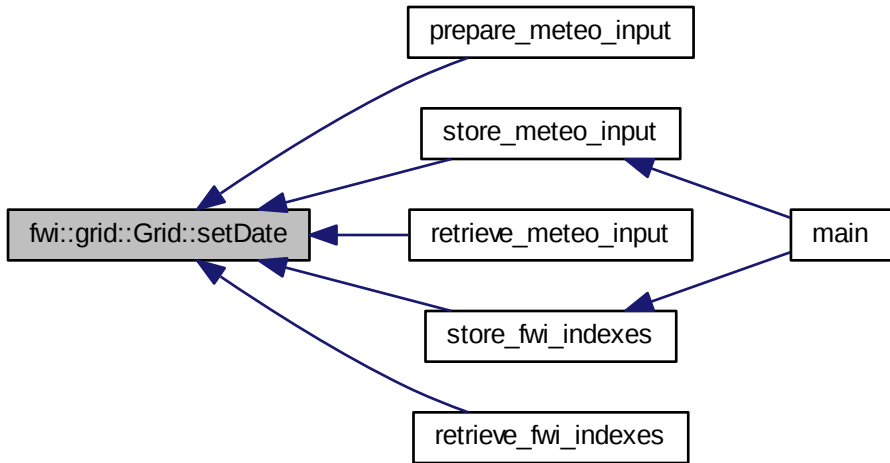 prepare_meteo_input
store_meteo_input
fwi::grid::Grid::setDate
retrieve_meteo_input
main
store_fwi_indexes
retrieve_fwi_indexes